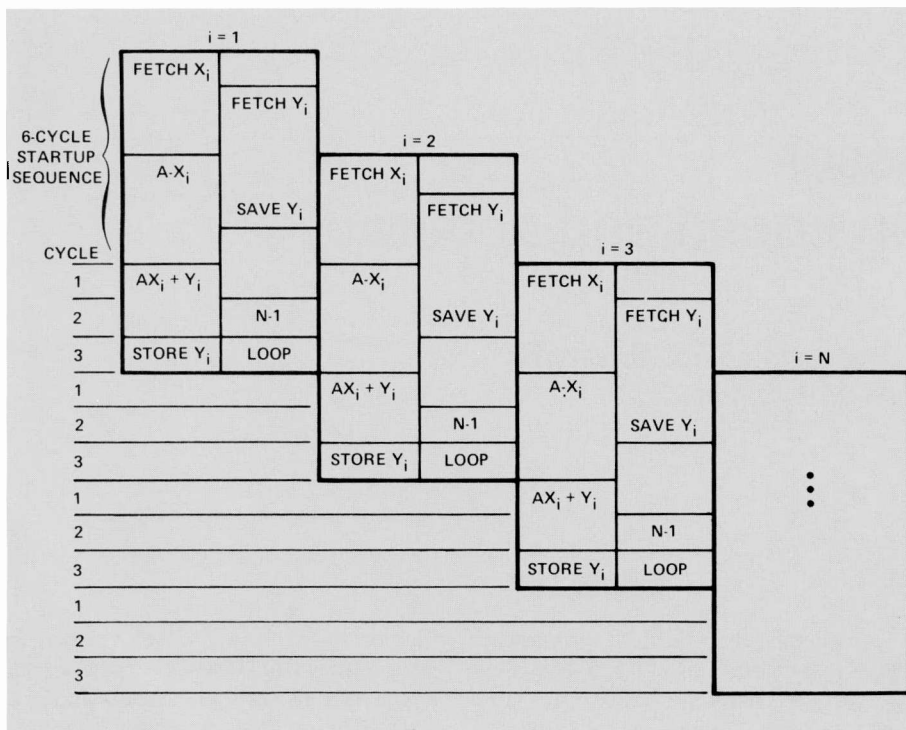 i = 1
FETCH Xi
FETCH Yi
6-CYCLE
STARTUP
SEQUENCE
i = 2
A-Xi
FETCH Xi
FETCH Yi
SAVE Yi
CYCLE
i = 3
1
AXi + Yi
A-Xi
FETCH Xi
2
N-1
SAVE Yi
FETCH Yi
3
STORE Yi
LOOP
i = N
1
AXi + Yi
A-Xi
2
N-1
SAVE Yi
3
STORE Yi
LOOP
1
AXi + Yi
2
N-1
3
STORE Yi
LOOP
1
2
3